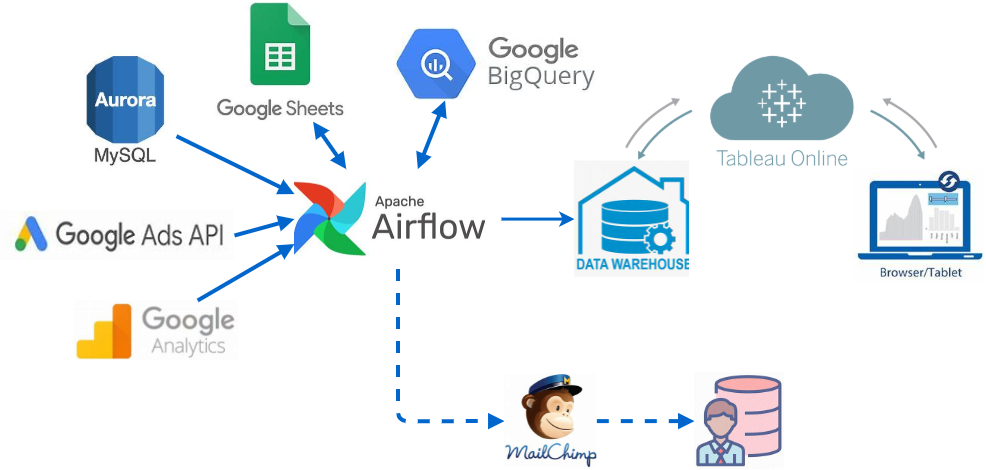 Aurora
MySQL
Google Sheets
Google
BigQuery
Google Ads API
Apache
Airflow
Google
Analytics
DATA WAREHOUSE
Tableau Online
Browser/Tablet
MailChimp